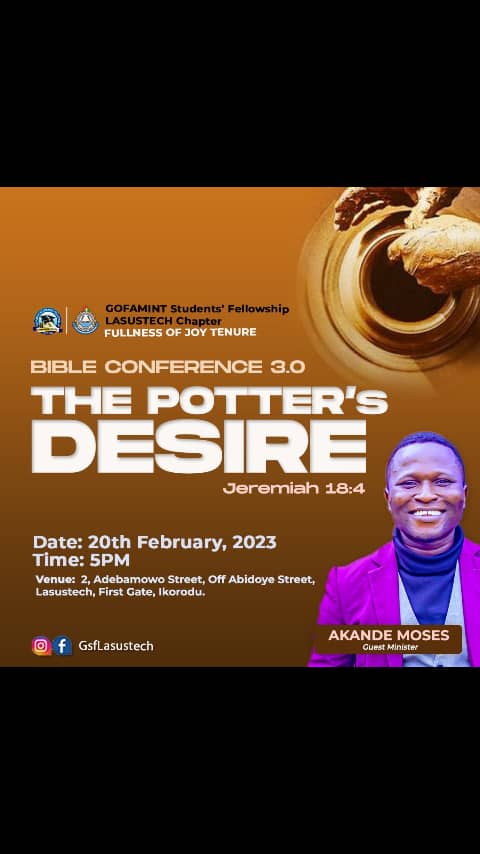 GOFAMINT Students' Fellowship
LASUSTECH Chapter
FULLNESS OF JOY TENURE
BIBLE CONFERENCE 3.0
THE POTTER's
DESIRE
Jeremiah 18:4
Date: 20th February, 2023
Time: 5PM
Venue: 2, Adebamowo Street, Off Abidoye Street,
Lasustech, First Gate, Ikorodu.
AKANDE MOSES
Guest Minister
GsfLasustech